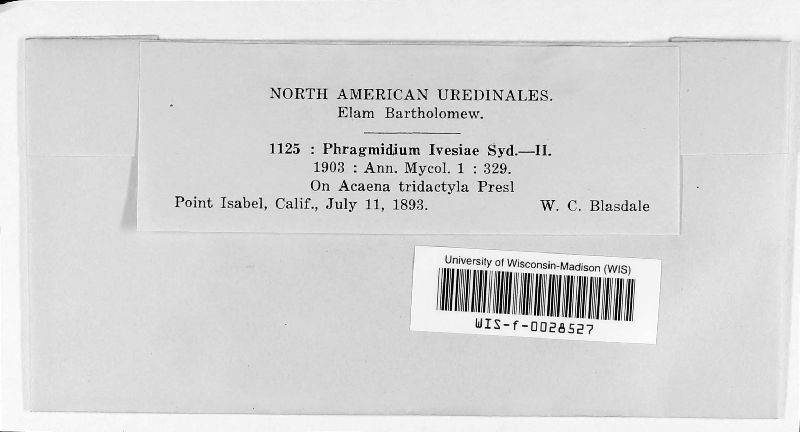 NORTH AMERICAN UREDINALES.
Elam Bartholomew.
1125 : Phragmidium Ivesiae Syd.—II.
1903 : Ann. Mycol. 1 : 329.
On Acaena tridactyla Presl
Point Isabel, Calif., July 11, 1893. W. C. Blasdale
University of Wisconsin-Madison (WIS)
WIS-f-0028527